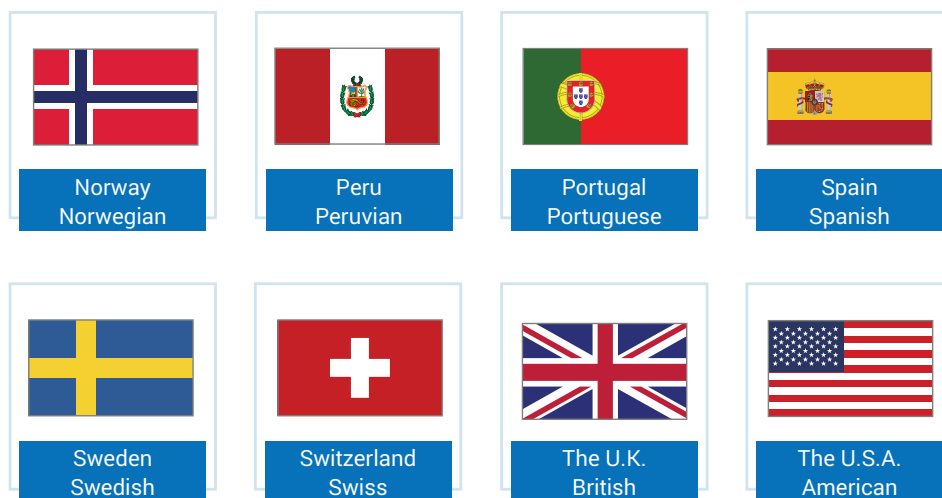 Norway
Norwegian
Peru
Peruvian
Portugal
Portuguese
Spain
Spanish
Sweden
Swedish
Switzerland
Swiss
The U.K.
British
The U.S.A.
American